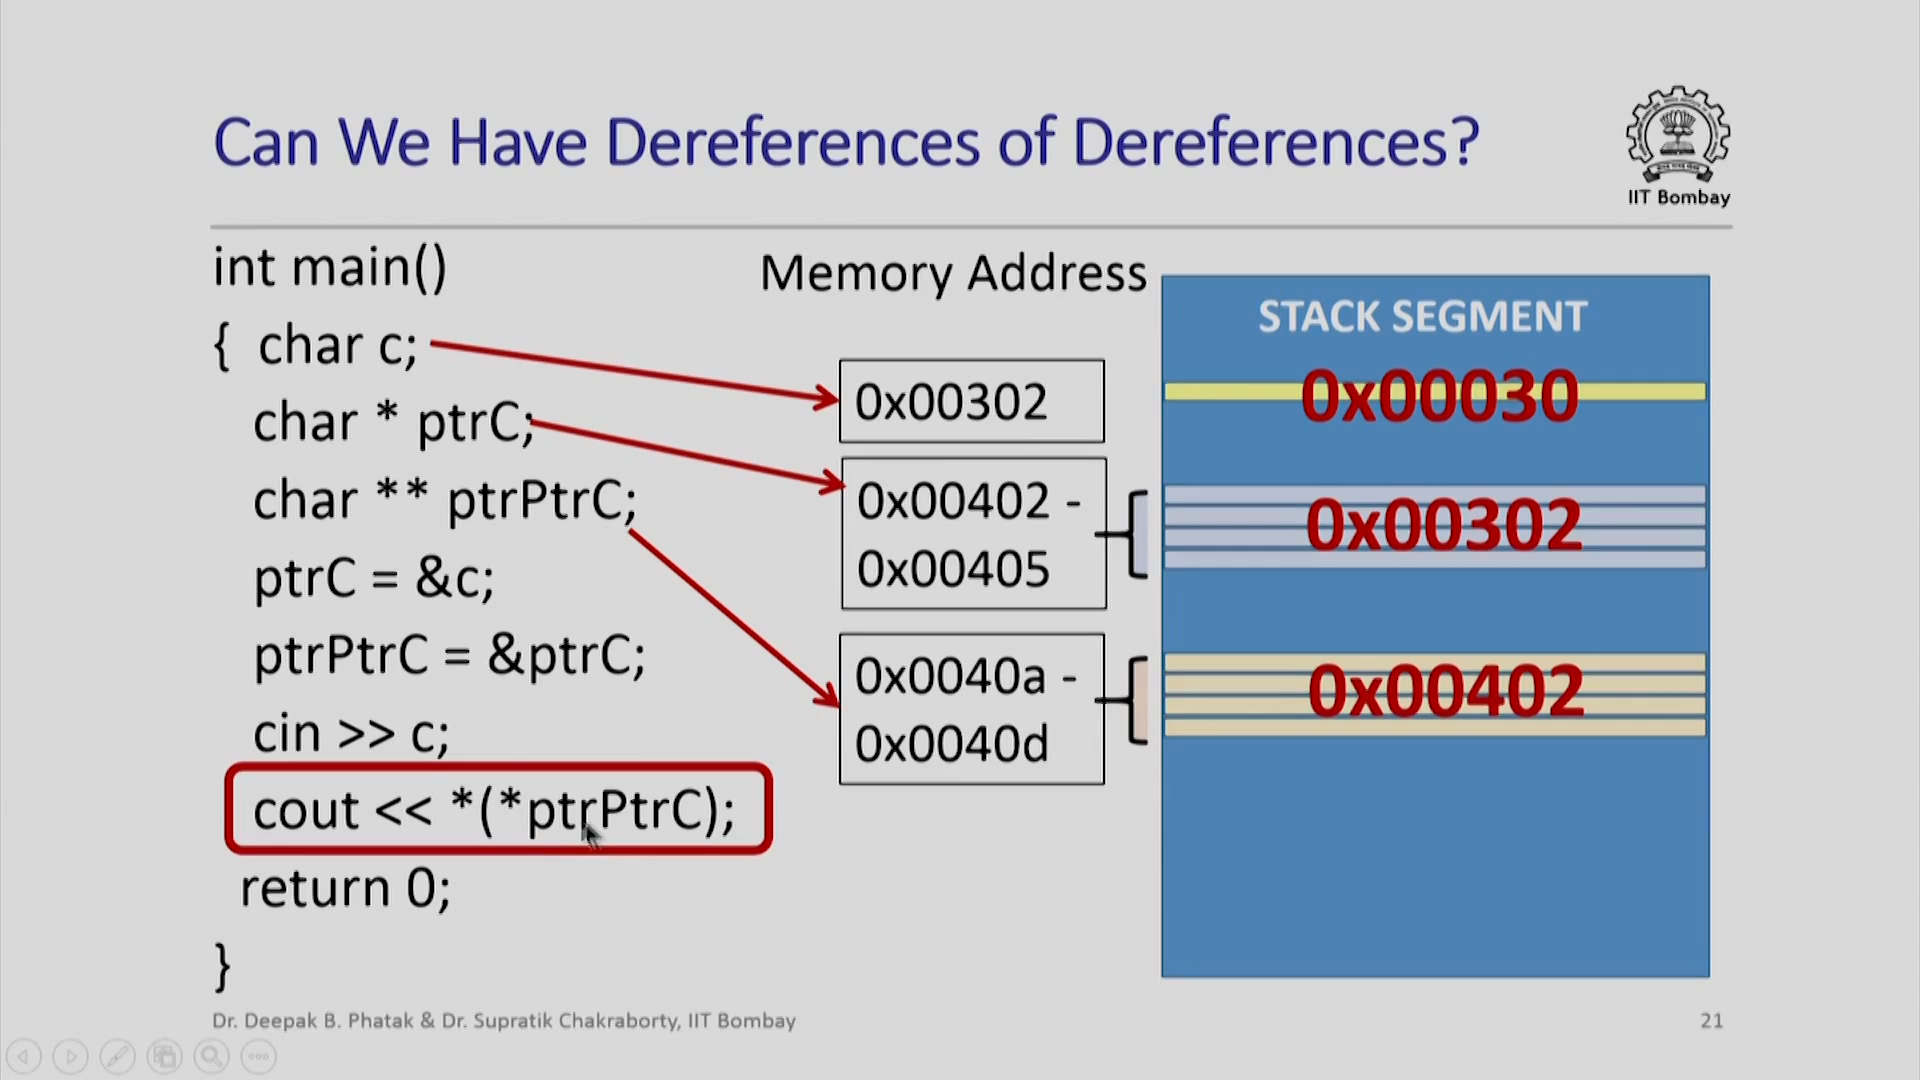 Can We Have Dereferences of Dereferences?
IIT Bombay
int main()
{ char c;
char * ptrC;
char ** ptrPtrC;
ptrC = &c;
ptrPtrC = &ptrC;
cin >> c;
cout << *(*ptrPtrC);
return 0;
}
Memory Address
0x00302
0x00402 -
0x00405
0x0040a -
0x0040d
STACK SEGMENT
0x00030
0x00302
0x00402
Dr. Deepak B. Phatak & Dr. Supratik Chakraborty, IIT Bombay
21